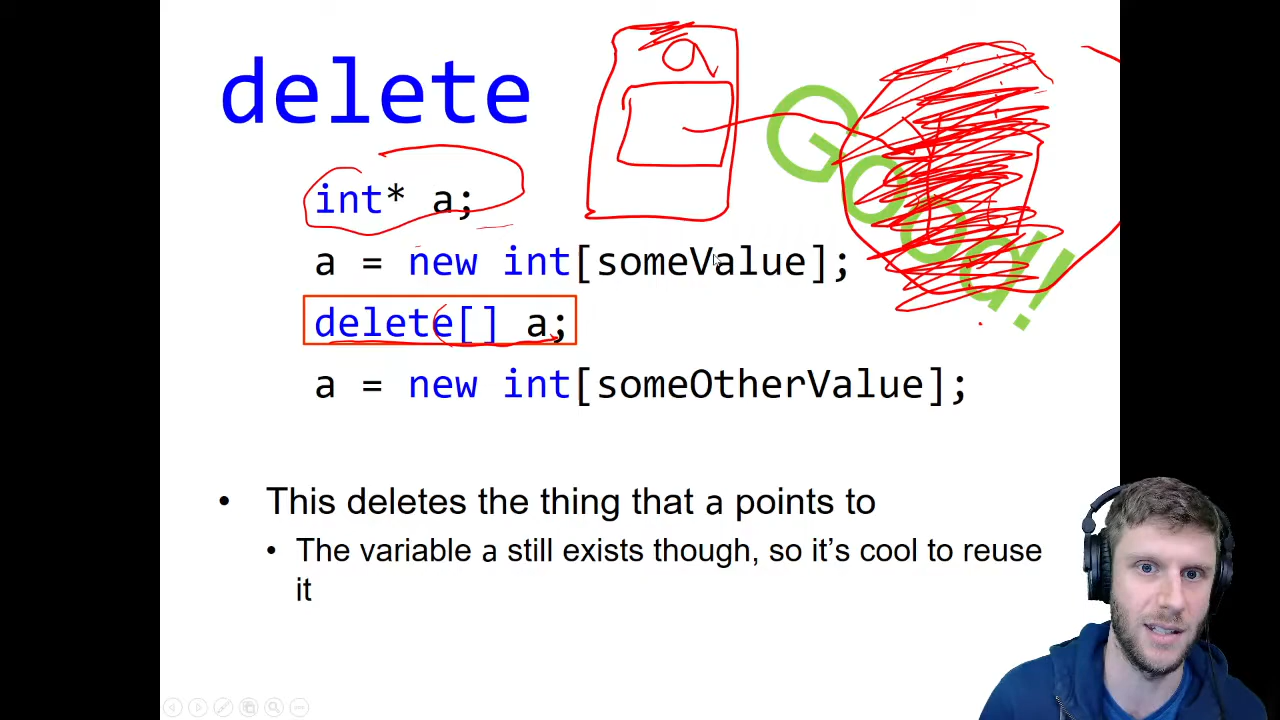 delete
a
Good!
int* a;
a = new int[someValue];
delete[] a;
a = new int[someOtherValue];
• This deletes the thing that a points to
• The variable a still exists though, so it's cool to reuse
it